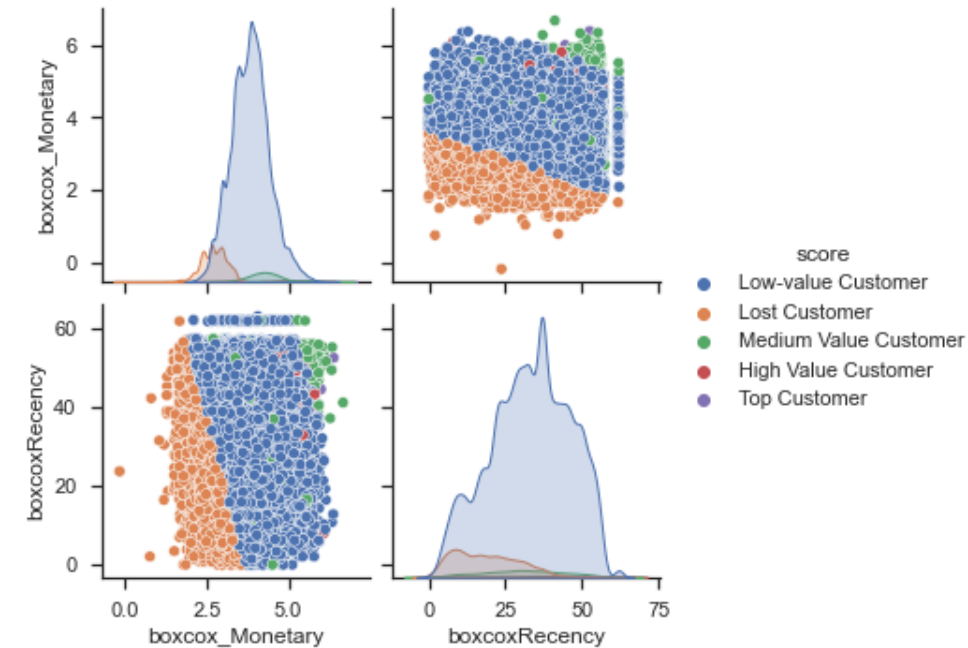 boxcox_Monetary
6
4
2
0
score
Low-value Customer
Lost Customer
Medium Value Customer
High Value Customer
Top Customer
boxcoxRecency
60
40
20
0
0.0 2.5 5.0
boxcox_Monetary
0 25 50 75
boxcoxRecency